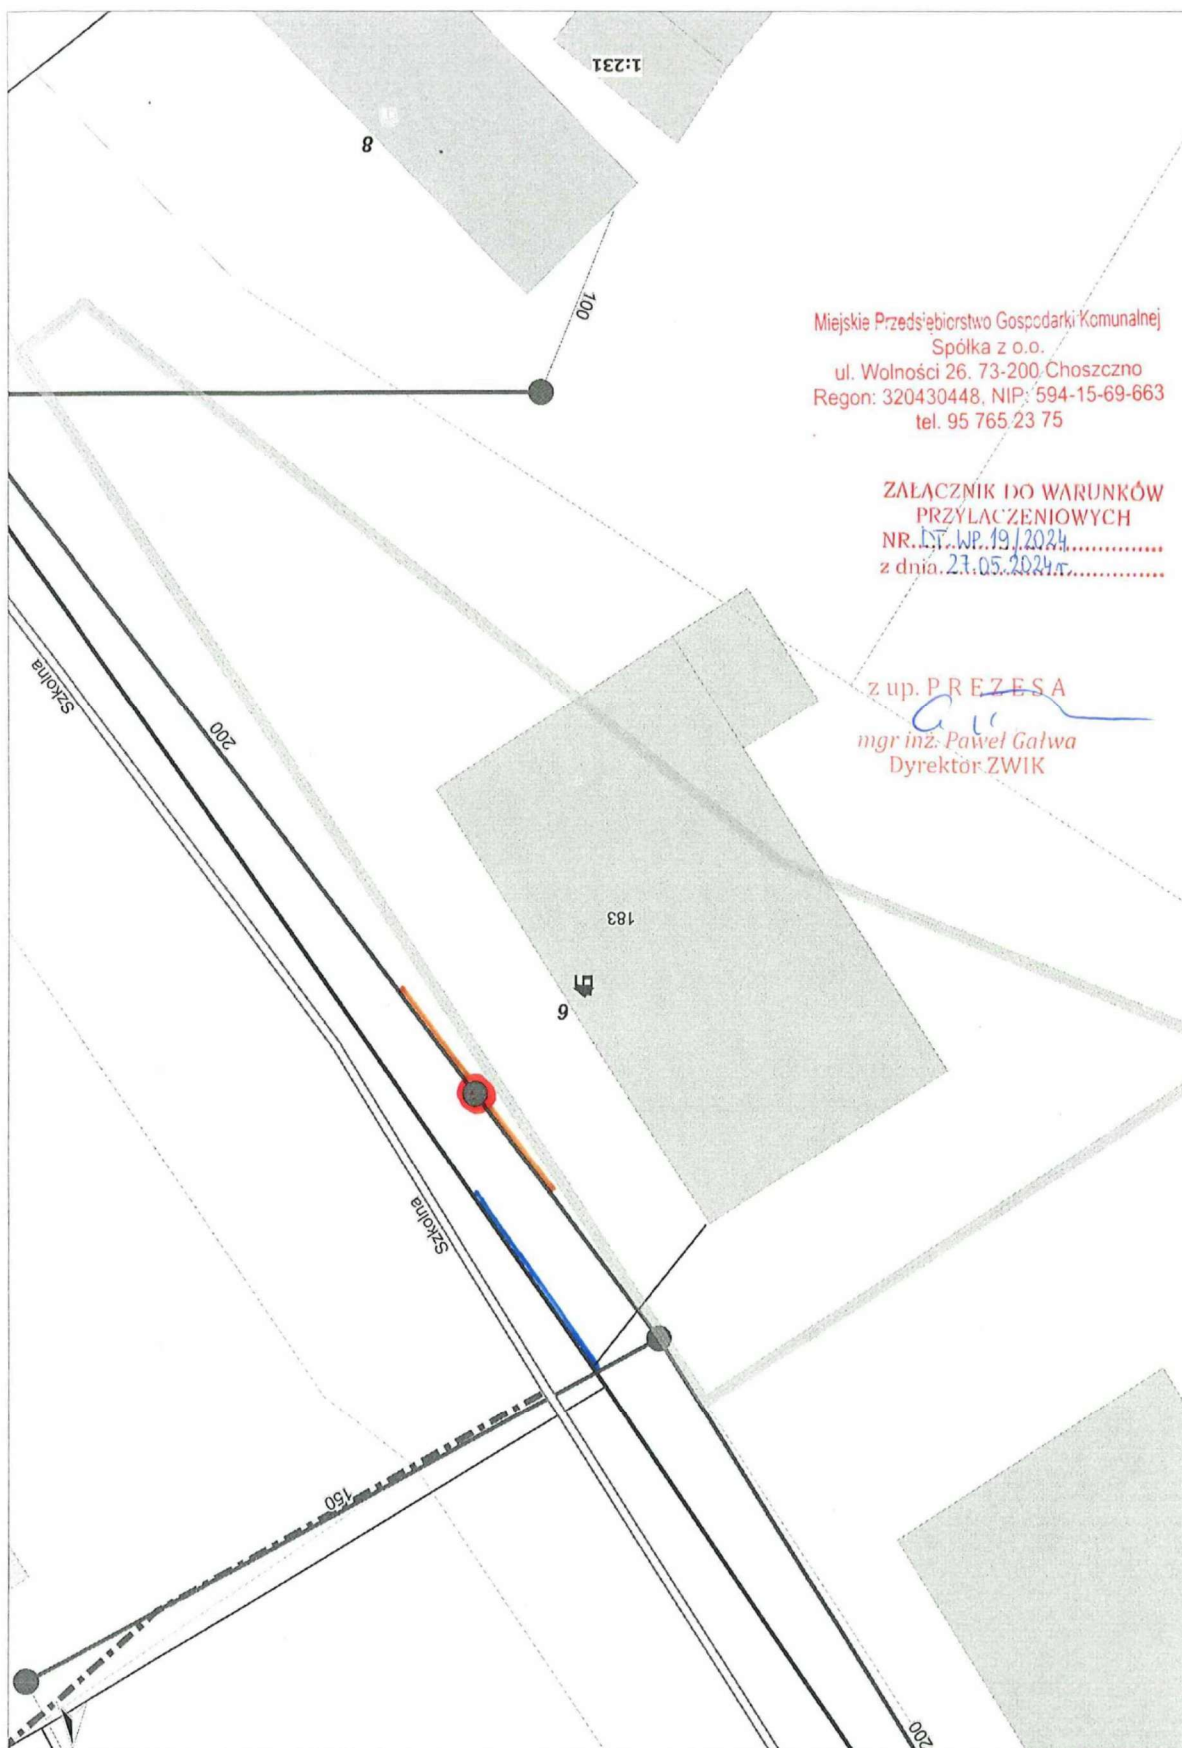 1:231
8
100
Miejskie Przedsiębiorstwo Gospodarki Komunalnej
Spółka z o.o.
ul. Wolności 26. 73-200 Choszczno
Regon: 320430448, NIP: 594-15-69-663
tel. 95 765 23 75
ZAŁĄCZNIK DO WARUNKÓW
PRZYŁĄCZENIOWYCH
NR. DT.WP.19/2024
z dnia. 27.05.2024r.
z up. PREZESA
mgr inż. Paweł Gałwa
Dyrektor ZWIK
Szkolna
200
183
6
Szkolna
150
200